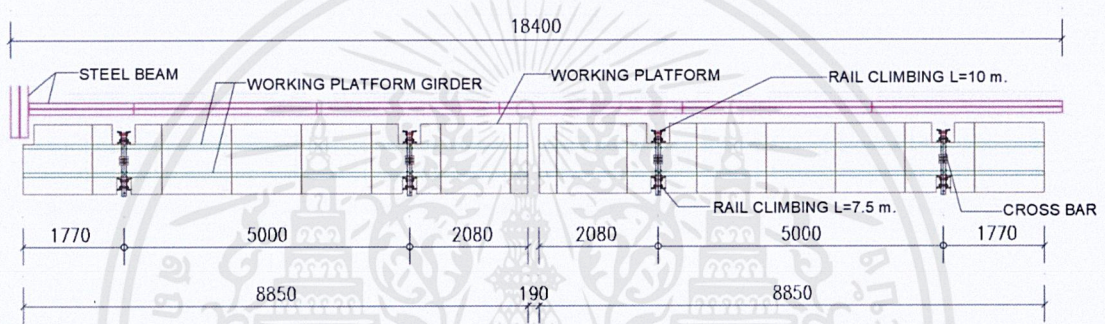 18400
STEEL BEAM
WORKING PLATFORM GIRDER
WORKING PLATFORM
RAIL CLIMBING L=10 m.
RAIL CLIMBING L=7.5 m.
CROSS BAR
1770 5000 2080 2080 5000 1770
8850 190 8850